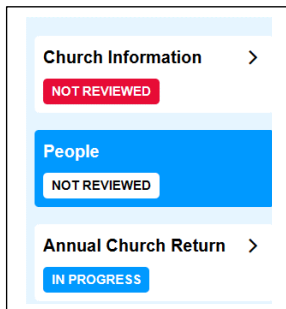 Church Information
NOT REVIEWED
People
NOT REVIEWED
Annual Church Return
IN PROGRESS